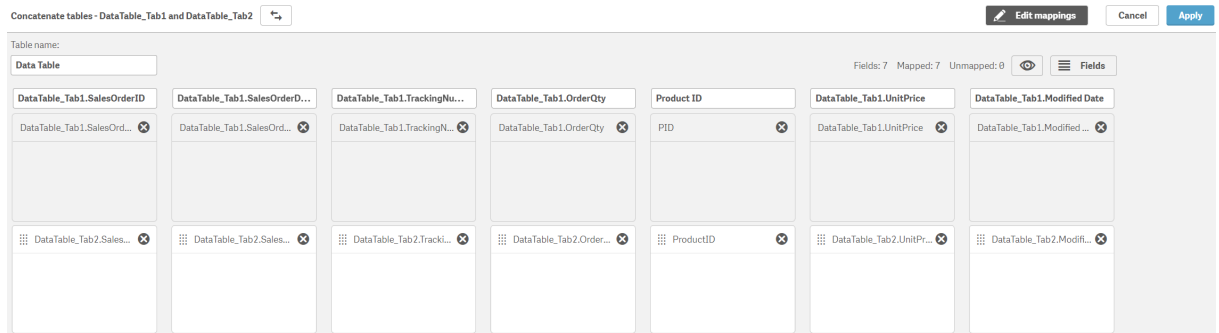 Concatenate tables - DataTable_Tab1 and DataTable_Tab2 Edit mappings Cancel Apply
Table name:
Data Table Fields: 7 Mapped: 7 Unmapped: 0 Fields
DataTable_Tab1.SalesOrderID DataTable_Tab1.SalesOrderD... DataTable_Tab1.TrackingNu... DataTable_Tab1.OrderQty Product ID DataTable_Tab1.UnitPrice DataTable_Tab1.Modified Date
DataTable_Tab1.SalesOrd... DataTable_Tab1.SalesOrd... DataTable_Tab1.TrackingN... DataTable_Tab1.OrderQty PID DataTable_Tab1.UnitPrice DataTable_Tab1.Modified ...
DataTable_Tab2.Sales... DataTable_Tab2.Sales... DataTable_Tab2.Tracki... DataTable_Tab2.Order... ProductID DataTable_Tab2.UnitPr... DataTable_Tab2.Modifi...